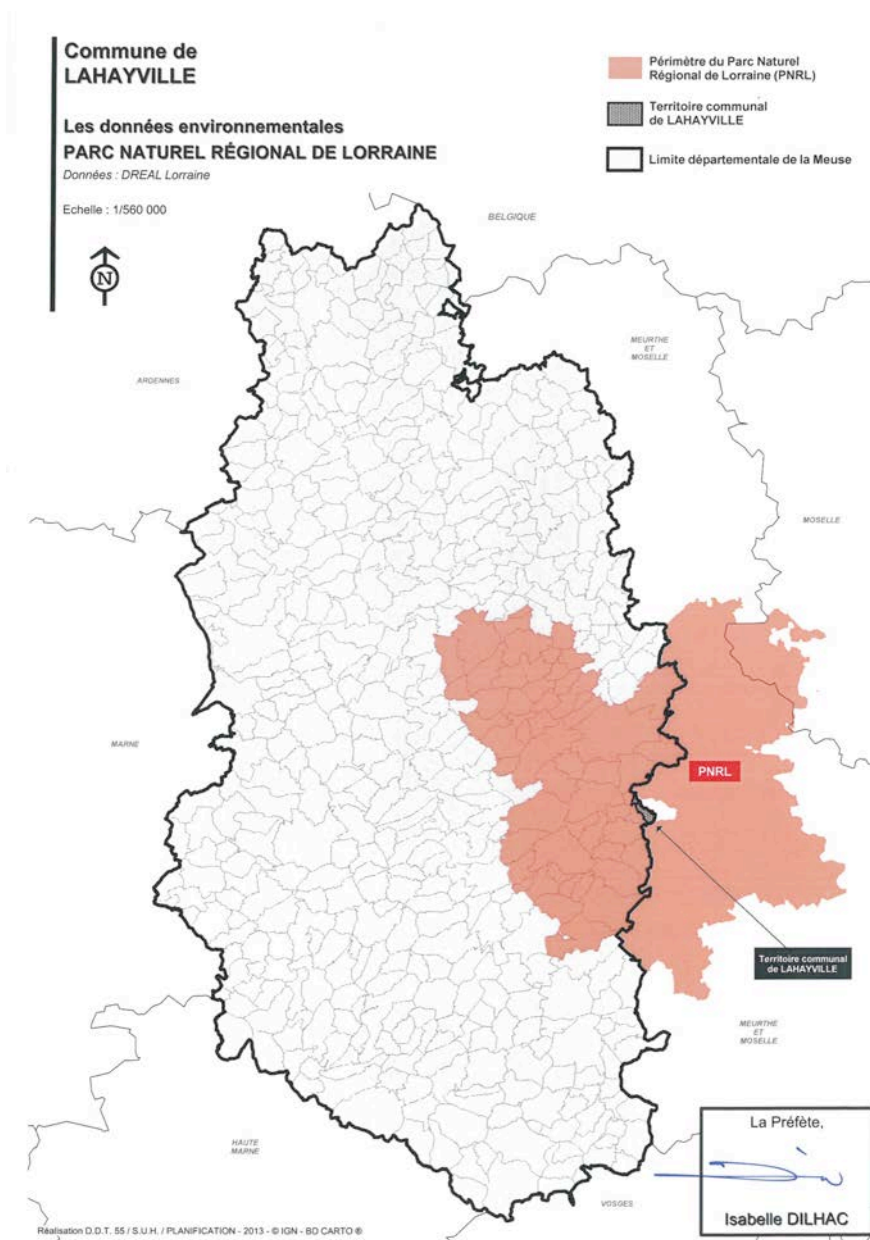 Commune de
LAHAYVILLE
Les données environnementales
PARC NATUREL RÉGIONAL DE LORRAINE
Données : DREAL Lorraine
Echelle : 1/560 000
N
Périmètre du Parc Naturel
Régional de Lorraine (PNRL)
Territoire communal
de LAHAYVILLE
Limite départementale de la Meuse
BELGIQUE
MEURTHE
ET
MOSELLE
ARDENNES
MOSELLE
MARNE
PNRL
Territoire communal
de LAHAYVILLE
MEURTHE
ET
MOSELLE
HAUTE
MARNE
VOSGES
La Préfète,
Isabelle DILHAC
Réalisation D.D.T. 55 / S.U.H. / PLANIFICATION - 2013 - © IGN - BD CARTO ®